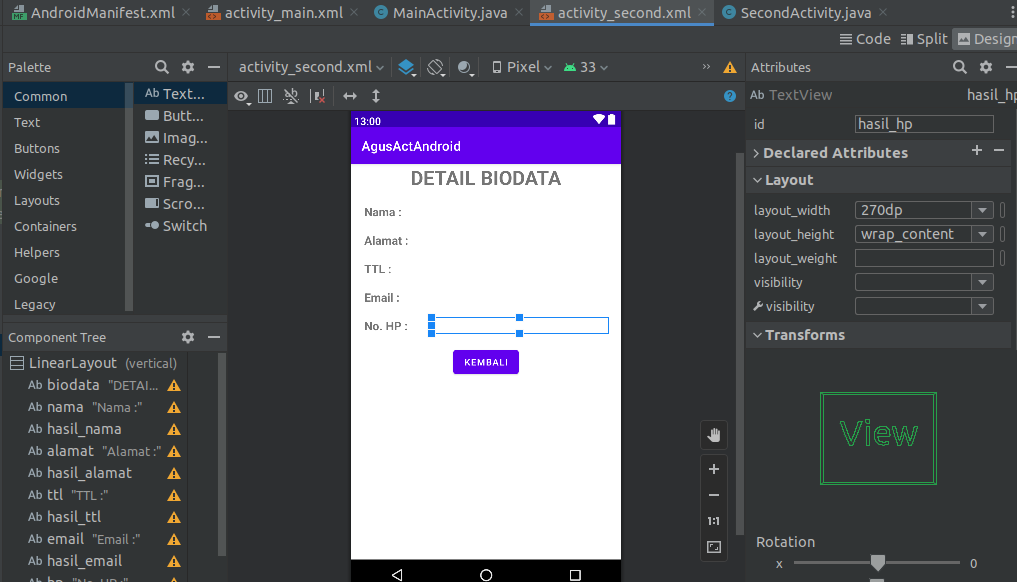 AndroidManifest.xml
activity_main.xml
MainActivity.java
activity_second.xml
SecondActivity.java
Code
Split
Design
Palette
activity_second.xml
Pixel
33
Attributes
Common
Text
Buttons
Widgets
Layouts
Containers
Helpers
Google
Legacy
Ab Text...
Butt...
Imag...
Recy...
Frag...
Scro...
Switch
?
13:00
AgusActAndroid
DETAIL BIODATA
Nama :
Alamat :
TTL :
Email :
No. HP :
KEMBALI
1:1
Component Tree
LinearLayout (vertical)
Ab biodata "DETAI...
Ab nama "Nama :"
Ab hasil_nama
Ab alamat "Alamat :"
Ab hasil_alamat
Ab ttl "TTL :"
Ab hasil_ttl
Ab email "Email :"
Ab hasil_email
Ab hp "No. HP :"
Ab TextView hasil_hp
id hasil_hp
Declared Attributes
Layout
layout_width 270dp
layout_height wrap_content
layout_weight
visibility
visibility
Transforms
View
Rotation
x 0